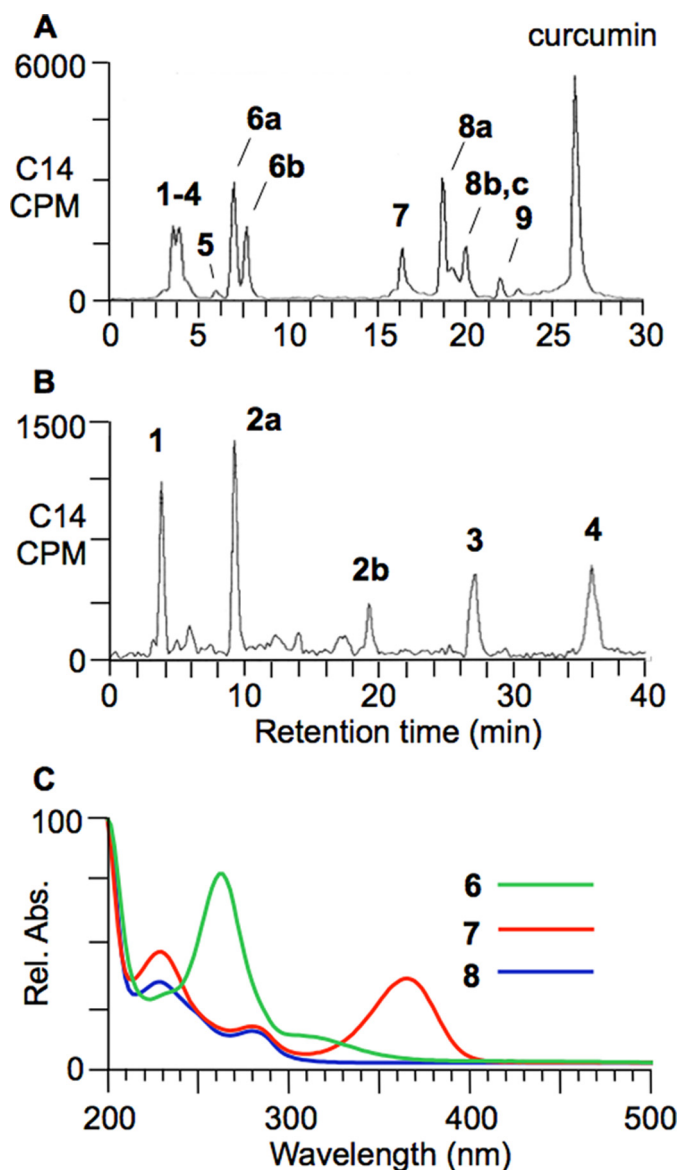 A
curcumin
6000
C14
CPM
0
1-4
5
6a
6b
7
8a
8b,c
9
0 5 10 15 20 25 30
B
1500
C14
CPM
0
1
2a
2b
3
4
0 10 20 30 40
Retention time (min)
C
100
Rel. Abs.
0
6
7
8
200 300 400 500
Wavelength (nm)